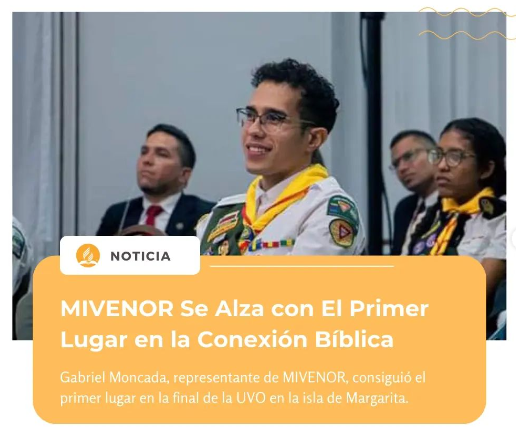 NOTICIA
MIVENOR Se Alza con El Primer
Lugar en la Conexión Bíblica
Gabriel Moncada, representante de MIVENOR, consiguió el
primer lugar en la final de la UVO en la isla de Margarita.